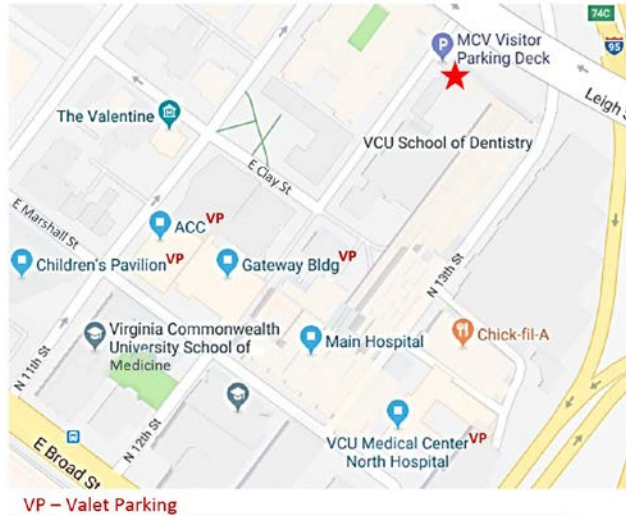 74C
95
MCV Visitor
Parking Deck
Leigh S
The Valentine
VCU School of Dentistry
E Clay St
E Marshall St
ACC VP
Children's Pavilion VP
Gateway Bldg VP
N 13th St
Virginia Commonwealth
University School of
Medicine
Main Hospital
Chick-fil-A
N 11th St
N 12th St
E Broad St
VCU Medical Center VP
North Hospital
VP – Valet Parking